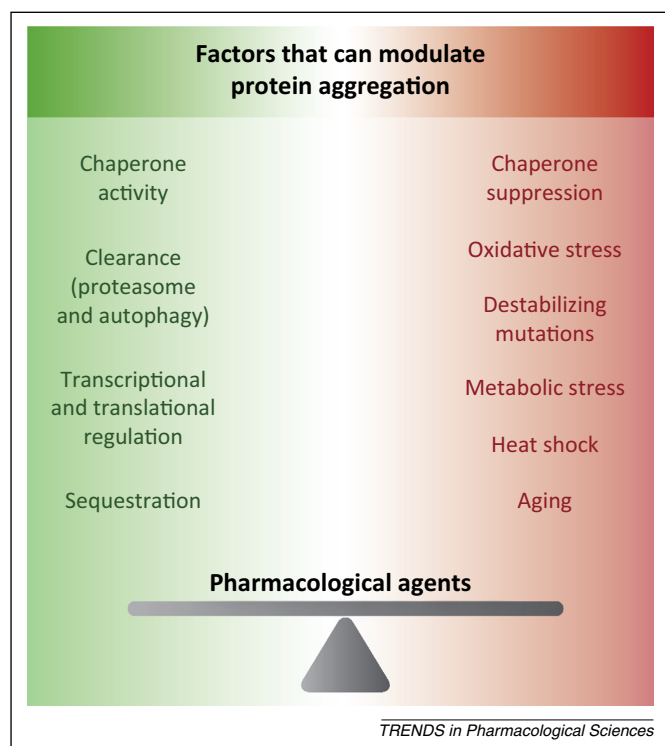 Factors that can modulate
protein aggregation
Chaperone
activity
Clearance
(proteasome
and autophagy)
Transcriptional
and translational
regulation
Sequestration
Chaperone
suppression
Oxidative stress
Destabilizing
mutations
Metabolic stress
Heat shock
Aging
Pharmacological agents
TRENDS in Pharmacological Sciences